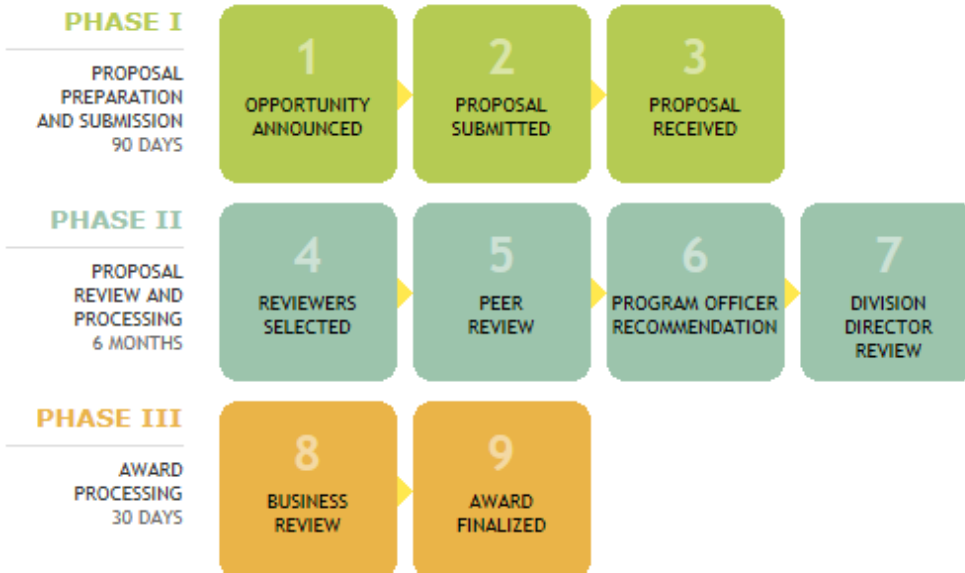 PHASE I
PROPOSAL
PREPARATION
AND SUBMISSION
90 DAYS
1
OPPORTUNITY
ANNOUNCED
2
PROPOSAL
SUBMITTED
3
PROPOSAL
RECEIVED
PHASE II
PROPOSAL
REVIEW AND
PROCESSING
6 MONTHS
4
REVIEWERS
SELECTED
5
PEER
REVIEW
6
PROGRAM OFFICER
RECOMMENDATION
7
DIVISION
DIRECTOR
REVIEW
PHASE III
AWARD
PROCESSING
30 DAYS
8
BUSINESS
REVIEW
9
AWARD
FINALIZED